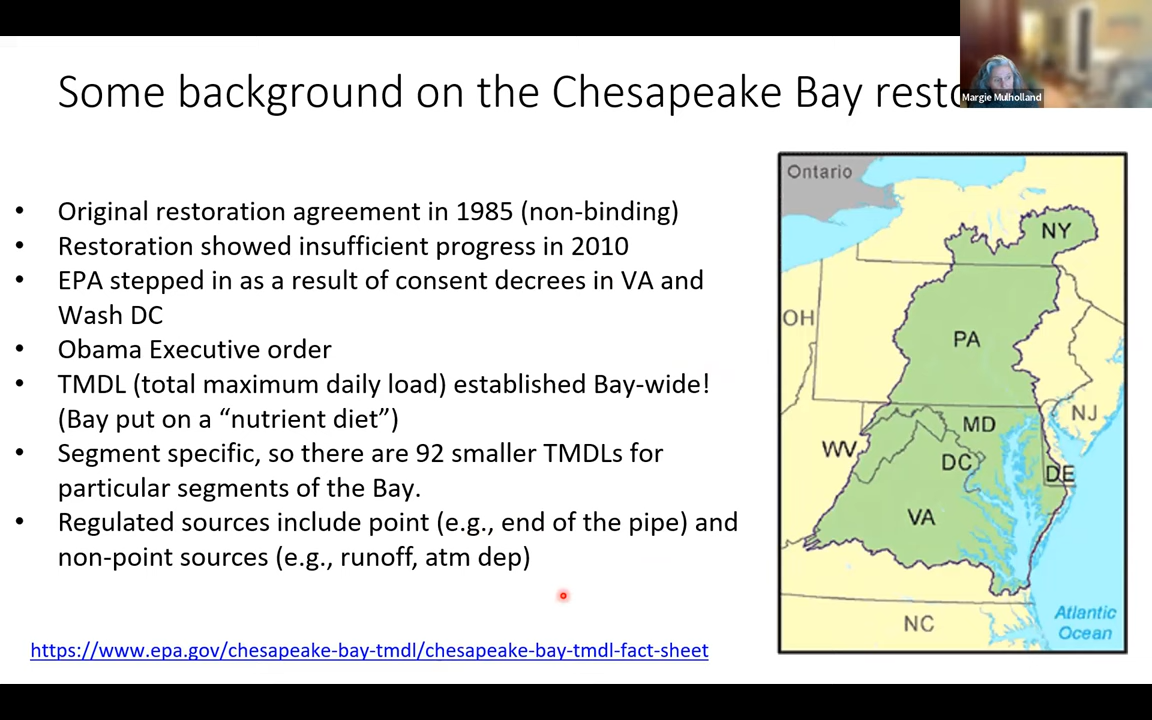 Some background on the Chesapeake Bay resto
Margie Mulholland
• Original restoration agreement in 1985 (non-binding)
• Restoration showed insufficient progress in 2010
• EPA stepped in as a result of consent decrees in VA and
Wash DC
• Obama Executive order
• TMDL (total maximum daily load) established Bay-wide!
(Bay put on a “nutrient diet”)
• Segment specific, so there are 92 smaller TMDLs for
particular segments of the Bay.
• Regulated sources include point (e.g., end of the pipe) and
non-point sources (e.g., runoff, atm dep)
https://www.epa.gov/chesapeake-bay-tmdl/chesapeake-bay-tmdl-fact-sheet
Ontario
NY
OH
PA
NJ
MD
WV
DC
DE
VA
NC
Atlantic
Ocean